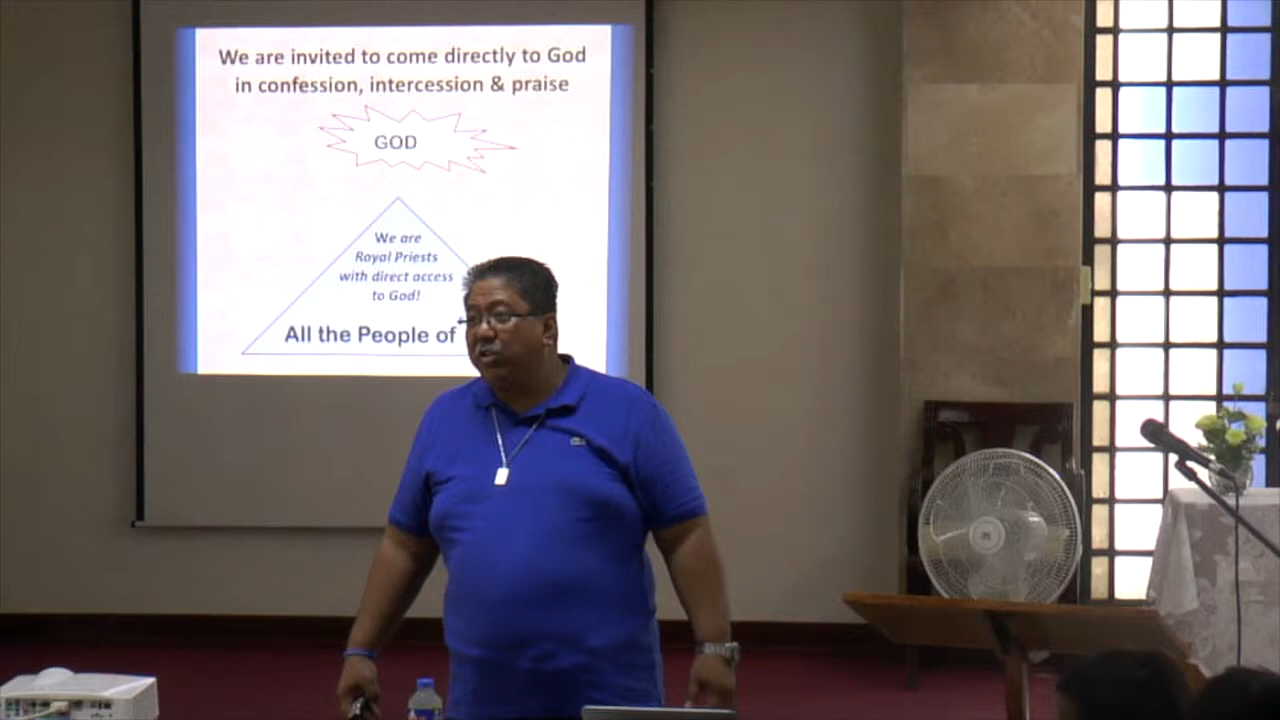 We are invited to come directly to God
in confession, intercession & praise
GOD
We are
Royal Priests
with direct access
to God!
All the People of